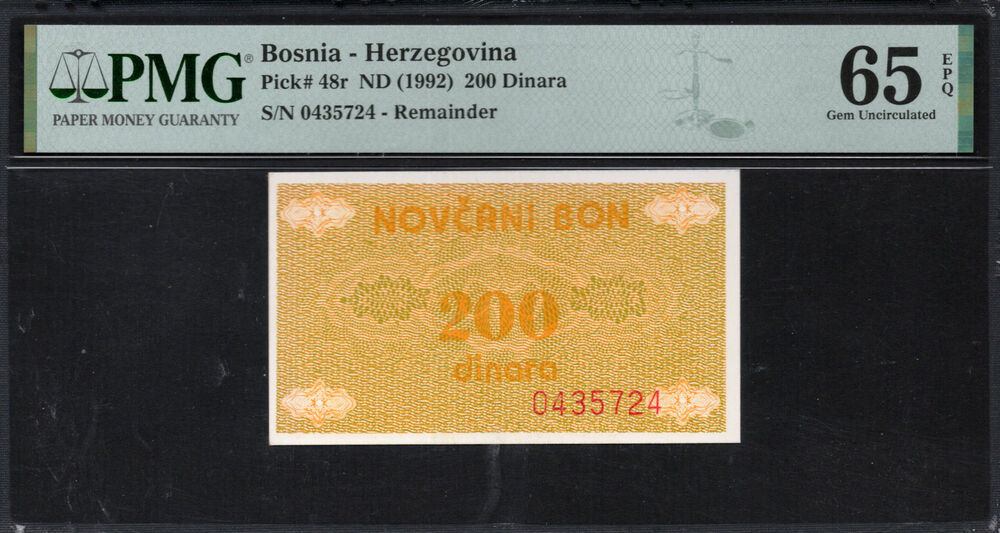 PMG®
PAPER MONEY GUARANTY
Bosnia - Herzegovina
Pick# 48r ND (1992) 200 Dinara
S/N 0435724 - Remainder
65 EPQ
Gem Uncirculated
NOVČANI BON
200
dinara
0435724